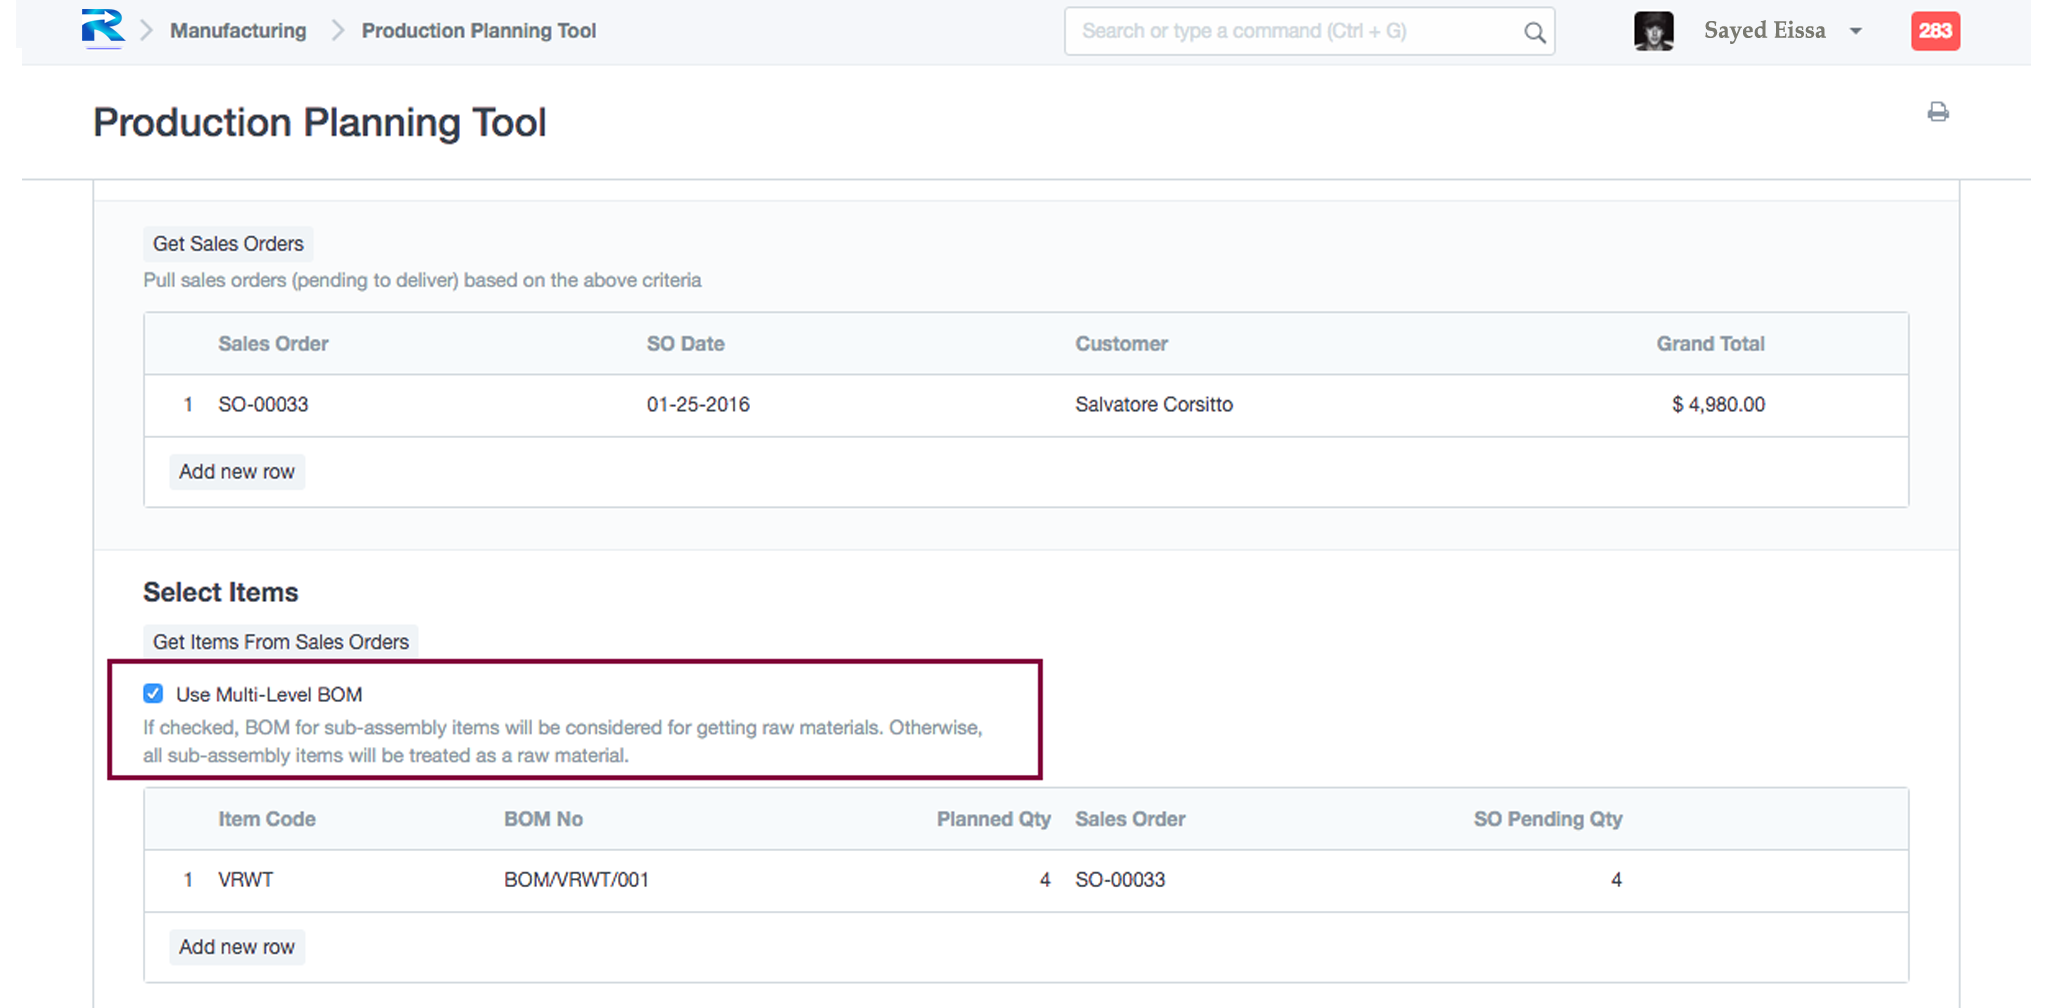 Manufacturing Production Planning Tool Search or type a command (Ctrl + G) Sayed Eissa 283
Production Planning Tool
Get Sales Orders
Pull sales orders (pending to deliver) based on the above criteria
Sales Order SO Date Customer Grand Total
1 SO-00033 01-25-2016 Salvatore Corsitto $ 4,980.00
Add new row
Select Items
Get Items From Sales Orders
Use Multi-Level BOM
If checked, BOM for sub-assembly items will be considered for getting raw materials. Otherwise,
all sub-assembly items will be treated as a raw material.
Item Code BOM No Planned Qty Sales Order SO Pending Qty
1 VRWT BOM/VRWT/001 4 SO-00033 4
Add new row